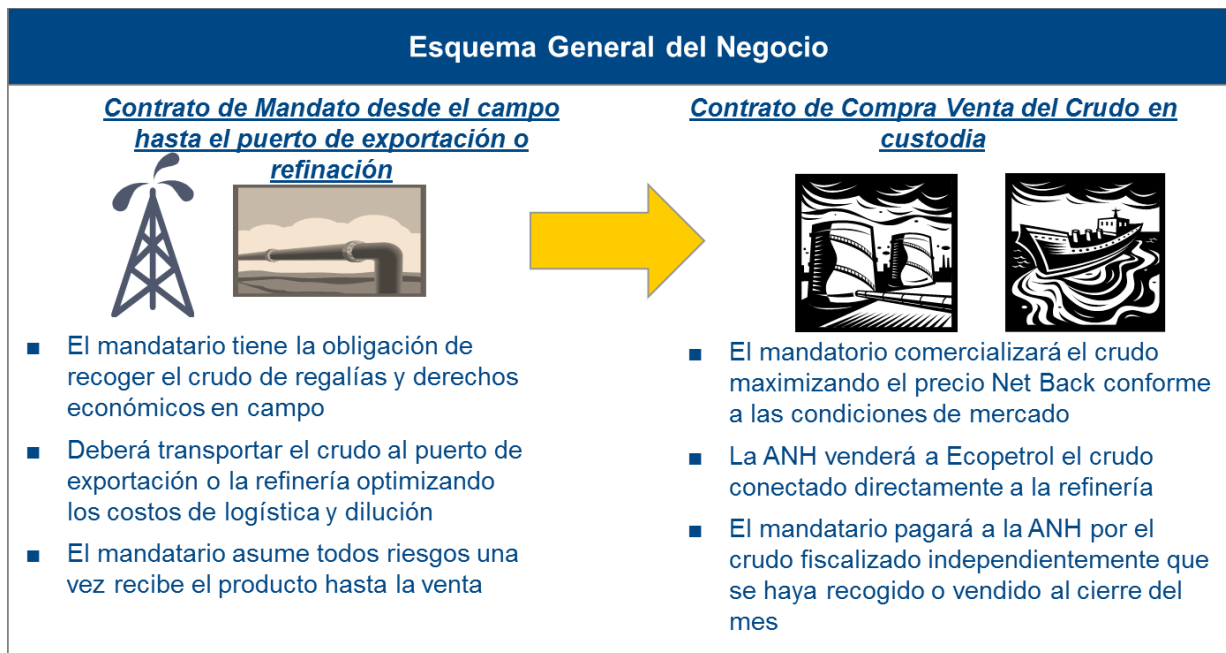 Esquema General del Negocio
Contrato de Mandato desde el campo
hasta el puerto de exportación o
refinación
■ El mandatario tiene la obligación de
recoger el crudo de regalías y derechos
económicos en campo
■ Deberá transportar el crudo al puerto de
exportación o la refinería optimizando
los costos de logística y dilución
■ El mandatario asume todos riesgos una
vez recibe el producto hasta la venta
Contrato de Compra Venta del Crudo en
custodia
■ El mandatorio comercializará el crudo
maximizando el precio Net Back conforme
a las condiciones de mercado
■ La ANH venderá a Ecopetrol el crudo
conectado directamente a la refinería
■ El mandatario pagará a la ANH por el
crudo fiscalizado independientemente que
se haya recogido o vendido al cierre del
mes